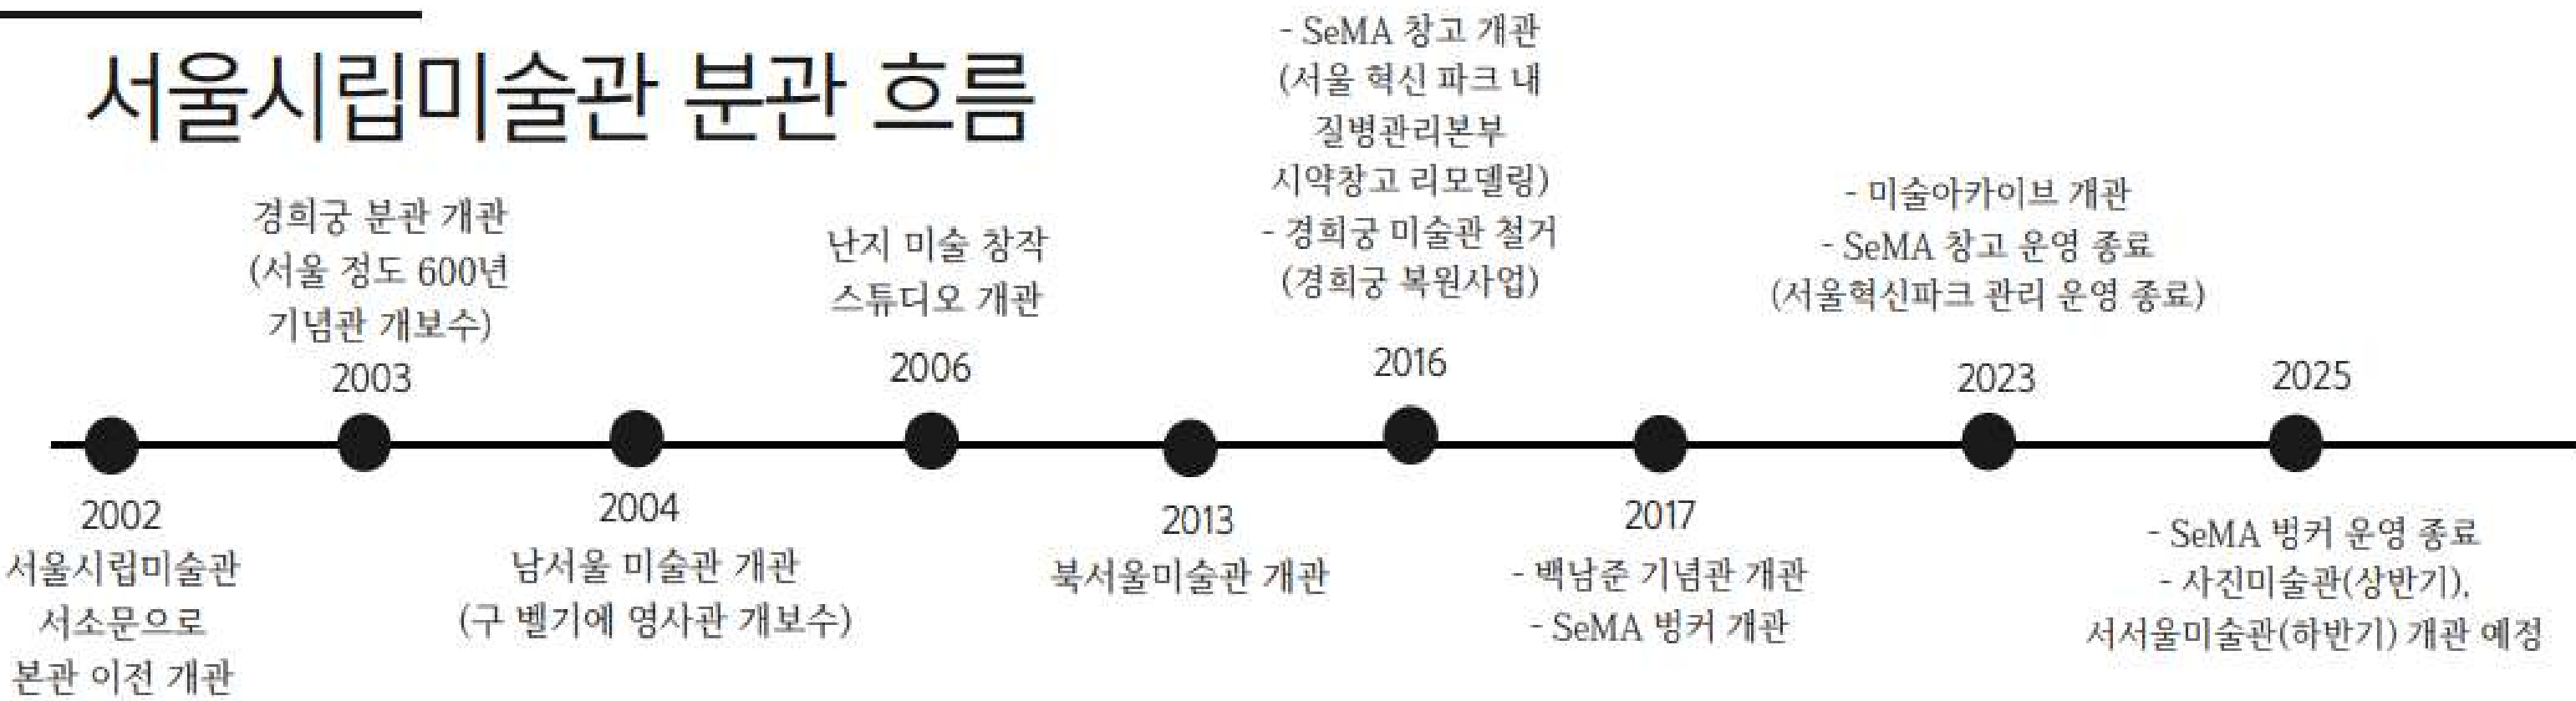 서울시립미술관 분관 흐름
2002
서울시립미술관
서소문으로
본관 이전 개관
경희궁 분관 개관
(서울 정도 600년
기념관 개보수)
2003
2004
남서울 미술관 개관
(구 벨기에 영사관 개보수)
난지 미술 창작
스튜디오 개관
2006
2013
북서울미술관 개관
- SeMA 창고 개관
(서울 혁신 파크 내
질병관리본부
시약창고 리모델링)
- 경희궁 미술관 철거
(경희궁 복원사업)
2016
2017
- 백남준 기념관 개관
- SeMA 벙커 개관
- 미술아카이브 개관
- SeMA 창고 운영 종료
(서울혁신파크 관리 운영 종료)
2023
2025
- SeMA 벙커 운영 종료
- 사진미술관(상반기),
서서울미술관(하반기) 개관 예정